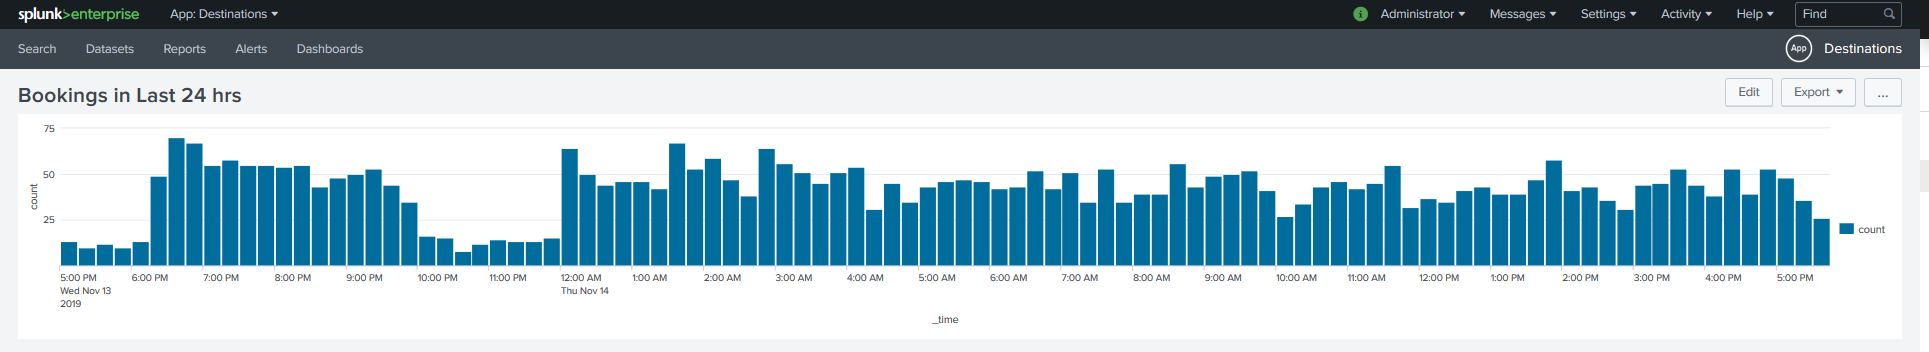 splunk>enterprise App: Destinations ▾ i Administrator ▾ Messages ▾ Settings ▾ Activity ▾ Help ▾ Find
Search Datasets Reports Alerts Dashboards App Destinations
Bookings in Last 24 hrs Edit Export ▾ ...
75
50
25
count
count
5:00 PM 6:00 PM 7:00 PM 8:00 PM 9:00 PM 10:00 PM 11:00 PM 12:00 AM 1:00 AM 2:00 AM 3:00 AM 4:00 AM 5:00 AM 6:00 AM 7:00 AM 8:00 AM 9:00 AM 10:00 AM 11:00 AM 12:00 PM 1:00 PM 2:00 PM 3:00 PM 4:00 PM 5:00 PM
Wed Nov 13 Thu Nov 14
2019
_time